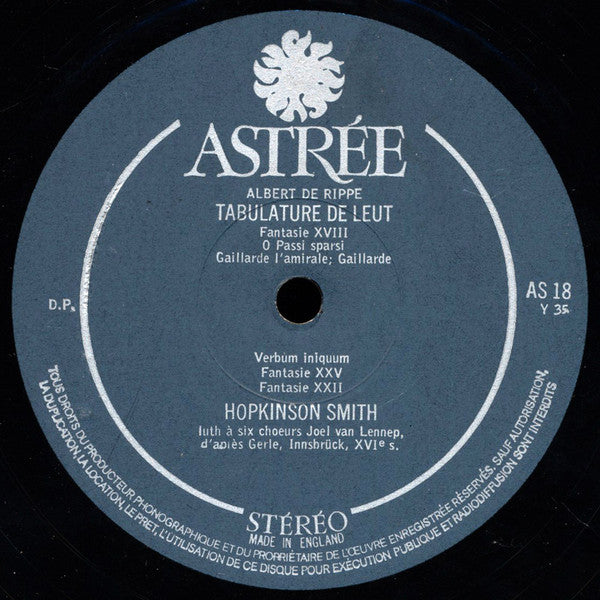 ASTRÉE
ALBERT DE RIPPE
TABULATURE DE LEUT
Fantasie XVIII
O Passi sparsi
Gaillarde l'amirale; Gaillarde
D.P.
AS 18
Y 35
Verbum iniquum
Fantasie XXV
Fantasie XXII
HOPKINSON SMITH
luth à six choeurs Joel van Lennep,
d'après Gerle, Innsbrück, XVIe s.
STÉRÉO
MADE IN ENGLAND
TOUS DROITS DU PRODUCTEUR PHONOGRAPHIQUE ET DU PROPRIÉTAIRE DE L'ŒUVRE ENREGISTRÉE RÉSERVÉS. SAUF AUTORISATION,
LA DUPLICATION, LA LOCATION, LE PRET, L'UTILISATION DE CE DISQUE POUR EXÉCUTION PUBLIQUE ET RADIODIFFUSION SONT INTERDITS